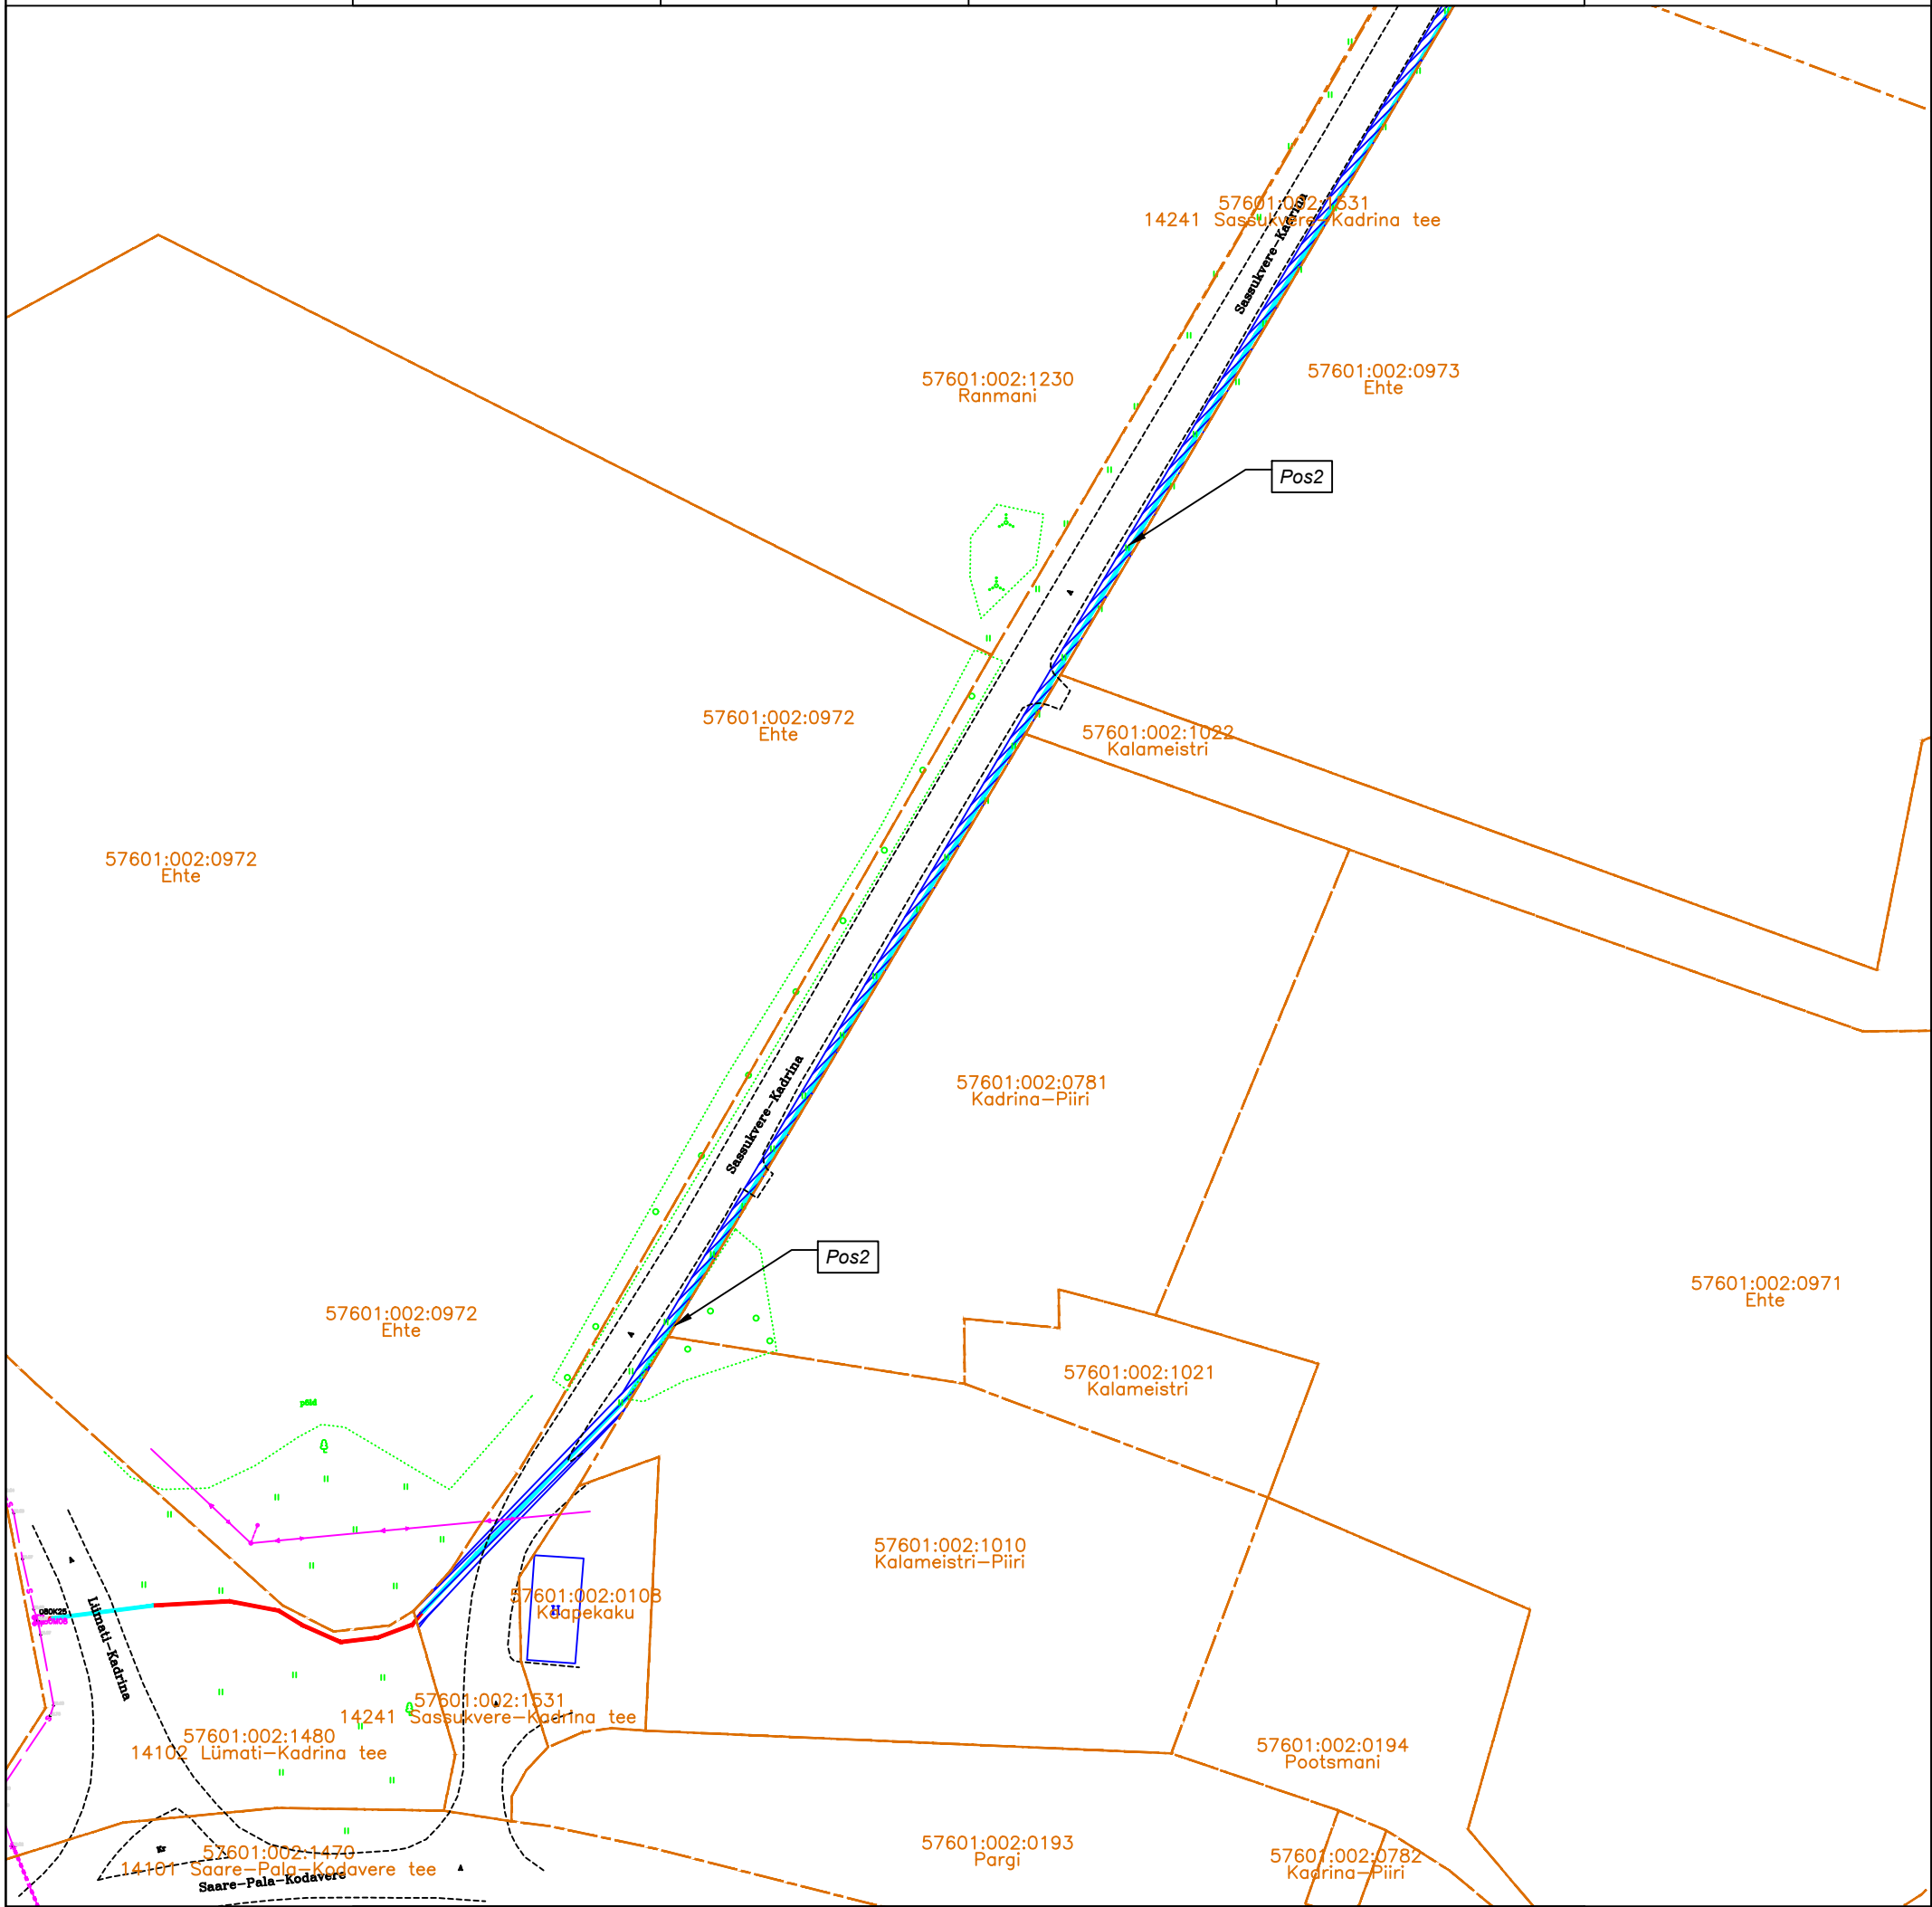 57601:002:1531
14241 Sassukvere-Kadrina tee
Sassukvere-Kadrina
57601:002:1230
Ranmani
57601:002:0973
Ehte
Pos2
57601:002:0972
Ehte
57601:002:1022
Kalameistri
57601:002:0972
Ehte
57601:002:0781
Kadrina-Piiri
Sassukvere-Kadrina
Pos2
57601:002:0971
Ehte
57601:002:0972
Ehte
57601:002:1021
Kalameistri
põld
57601:002:1010
Kalameistri-Piiri
57601:002:0108
Kaapekaku
H
Lümati-Kadrina
57601:002:1531
14241 Sassukvere-Kadrina tee
57601:002:1480
14102 Lümati-Kadrina tee
57601:002:0194
Pootsmani
57601:002:0193
Pargi
57601:002:0782
Kadrina-Piiri
Kr
57601:002:1470
14101 Saare-Pala-Kodavere tee
Saare-Pala-Kodavere